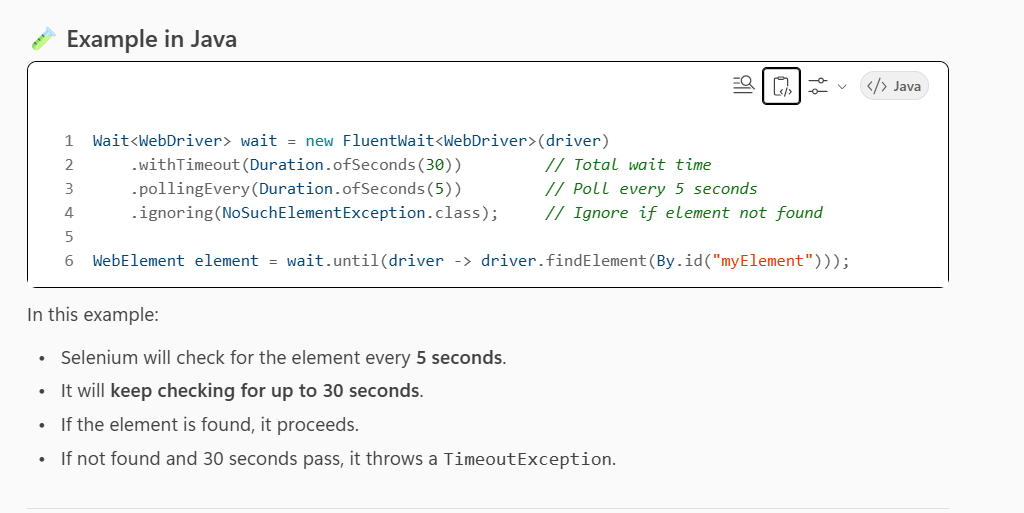 Example in Java
Java
1 Wait<WebDriver> wait = new FluentWait<WebDriver>(driver)
2 .withTimeout(Duration.ofSeconds(30)) // Total wait time
3 .pollingEvery(Duration.ofSeconds(5)) // Poll every 5 seconds
4 .ignoring(NoSuchElementException.class); // Ignore if element not found
5
6 WebElement element = wait.until(driver -> driver.findElement(By.id("myElement")));
In this example:
• Selenium will check for the element every 5 seconds.
• It will keep checking for up to 30 seconds.
• If the element is found, it proceeds.
• If not found and 30 seconds pass, it throws a TimeoutException.